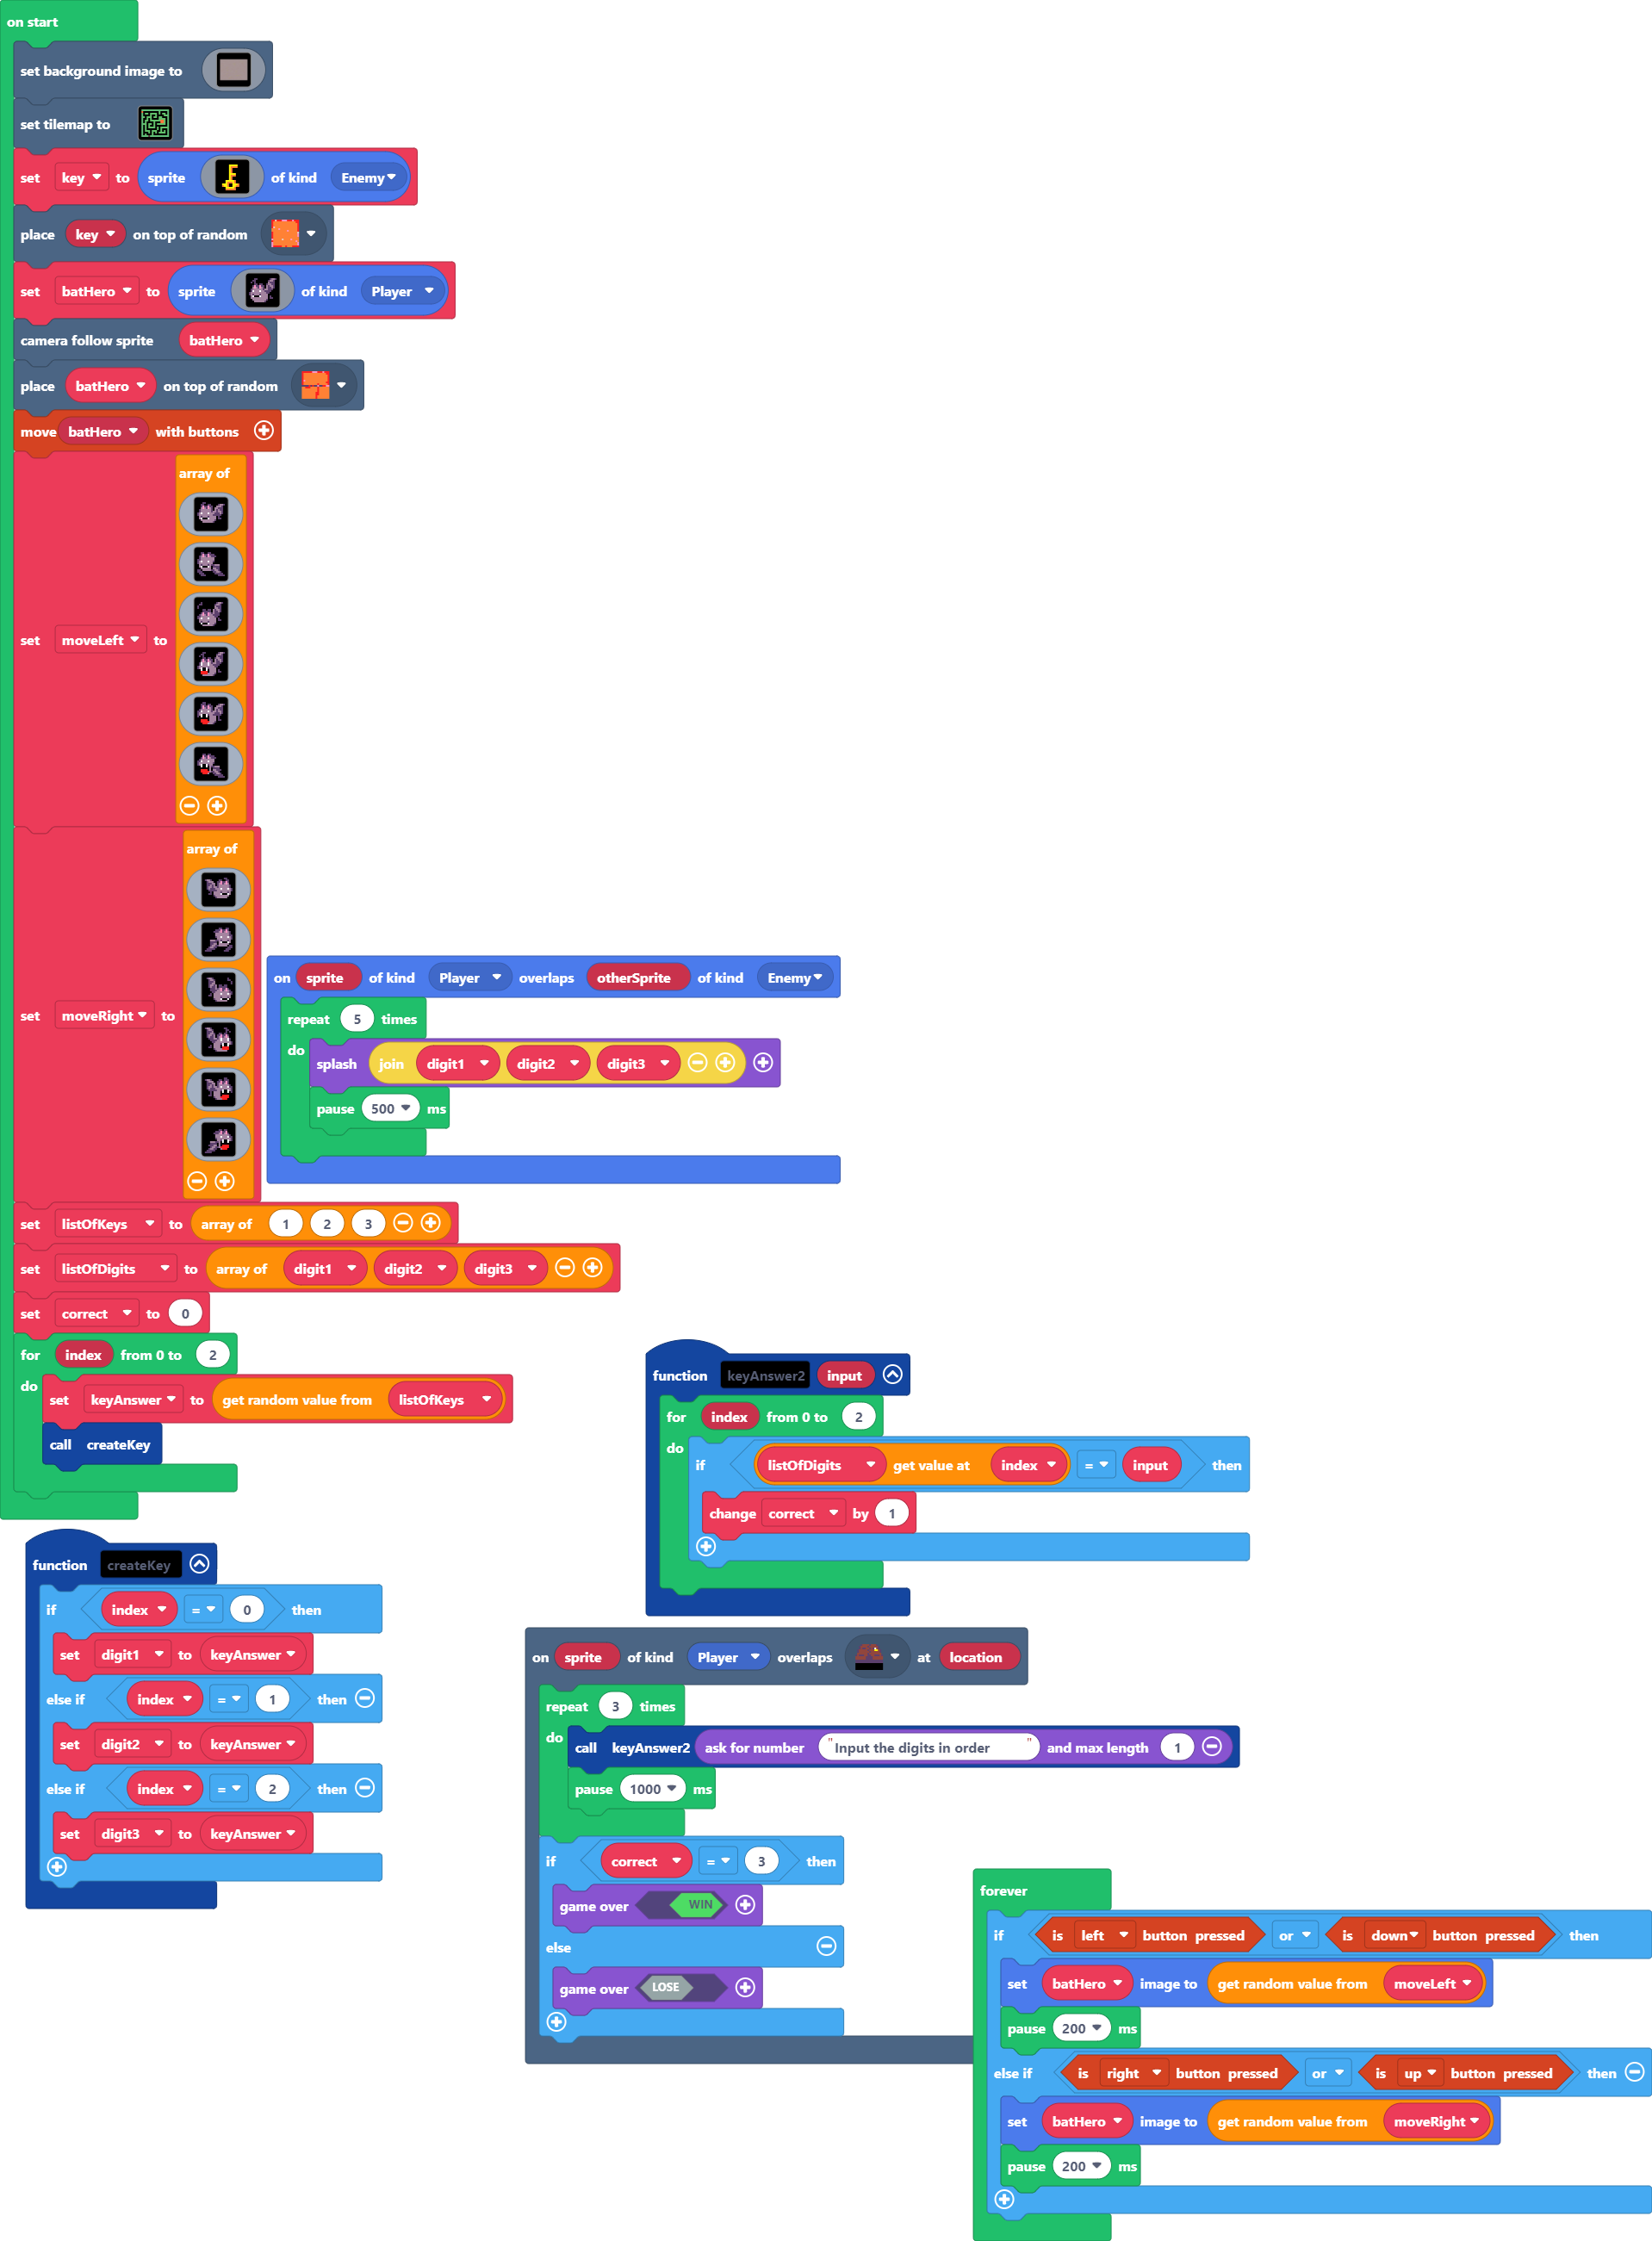 on start
set background image to
set tilemap to
set key to sprite of kind Enemy
place key on top of random
set batHero to sprite of kind Player
camera follow sprite batHero
place batHero on top of random
move batHero with buttons
array of
set moveLeft to
array of
set moveRight to
on sprite of kind Player overlaps otherSprite of kind Enemy
repeat 5 times
do
splash join digit1 digit2 digit3
pause 500 ms
set listOfKeys to array of 1 2 3
set listOfDigits to array of digit1 digit2 digit3
set correct to 0
for index from 0 to 2
do
set keyAnswer to get random value from listOfKeys
call createKey
function keyAnswer2 input
for index from 0 to 2
do
if listOfDigits get value at index = input then
change correct by 1
function createKey
if index = 0 then
set digit1 to keyAnswer
else if index = 1 then
set digit2 to keyAnswer
else if index = 2 then
set digit3 to keyAnswer
on sprite of kind Player overlaps at location
repeat 3 times
do
call keyAnswer2 ask for number "Input the digits in order " and max length 1
pause 1000 ms
if correct = 3 then
game over WIN
else
game over LOSE
forever
if is left button pressed or is down button pressed then
set batHero image to get random value from moveLeft
pause 200 ms
else if is right button pressed or is up button pressed then
set batHero image to get random value from moveRight
pause 200 ms